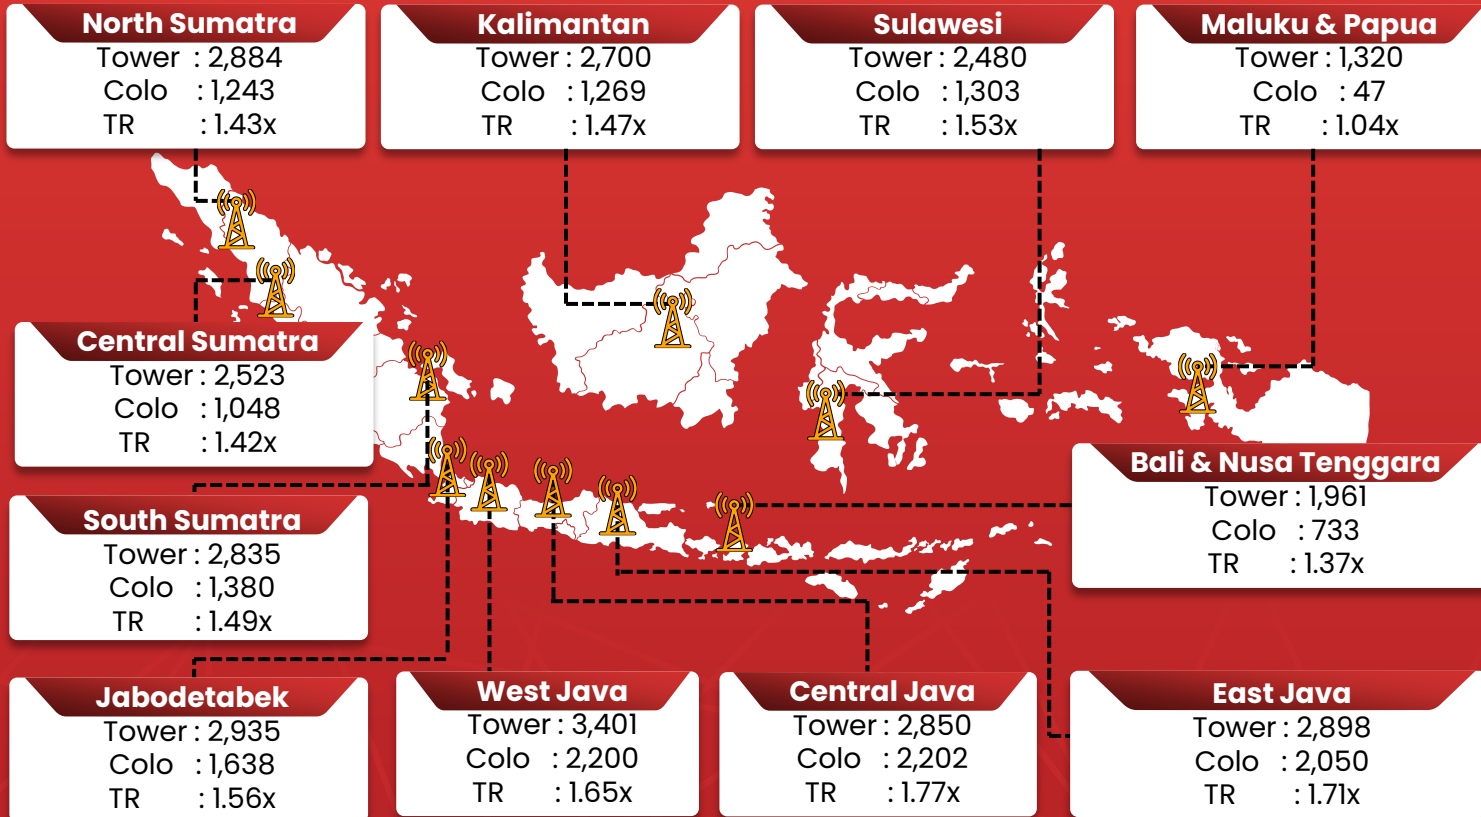 North Sumatra
Tower : 2,884
Colo : 1,243
TR : 1.43x
Kalimantan
Tower : 2,700
Colo : 1,269
TR : 1.47x
Sulawesi
Tower : 2,480
Colo : 1,303
TR : 1.53x
Maluku & Papua
Tower : 1,320
Colo : 47
TR : 1.04x
Central Sumatra
Tower : 2,523
Colo : 1,048
TR : 1.42x
Bali & Nusa Tenggara
Tower : 1,961
Colo : 733
TR : 1.37x
South Sumatra
Tower : 2,835
Colo : 1,380
TR : 1.49x
Jabodetabek
Tower : 2,935
Colo : 1,638
TR : 1.56x
West Java
Tower : 3,401
Colo : 2,200
TR : 1.65x
Central Java
Tower : 2,850
Colo : 2,202
TR : 1.77x
East Java
Tower : 2,898
Colo : 2,050
TR : 1.71x